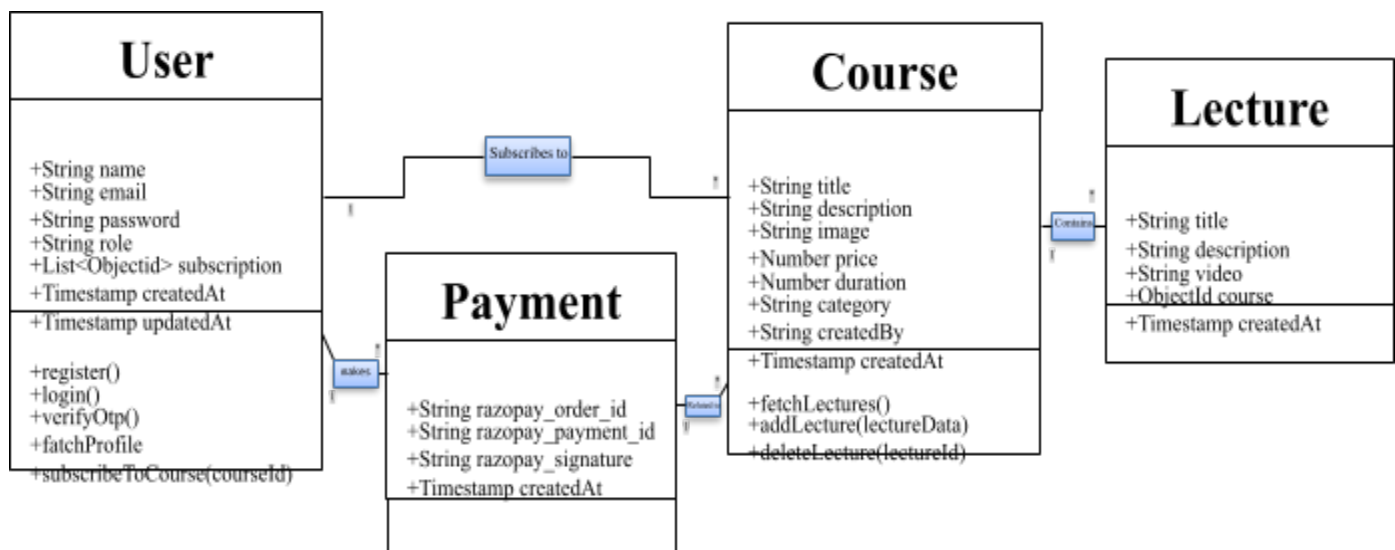 User
+String name
+String email
+String password
+String role
+List<Objectid> subscription
+Timestamp createdAt
+Timestamp updatedAt
+register()
+login()
+verifyOtp()
+fatchProfile
+subscribeToCourse(courseId)
Subscribes to
makes
Payment
+String razopay_order_id
+String razopay_payment_id
+String razopay_signature
+Timestamp createdAt
Course
+String title
+String description
+String image
+Number price
+Number duration
+String category
+String createdBy
+Timestamp createdAt
+fetchLectures()
+addLecture(lectureData)
+deleteLecture(lectureId)
Contains
Lecture
+String title
+String description
+String video
+ObjectId course
+Timestamp createdAt